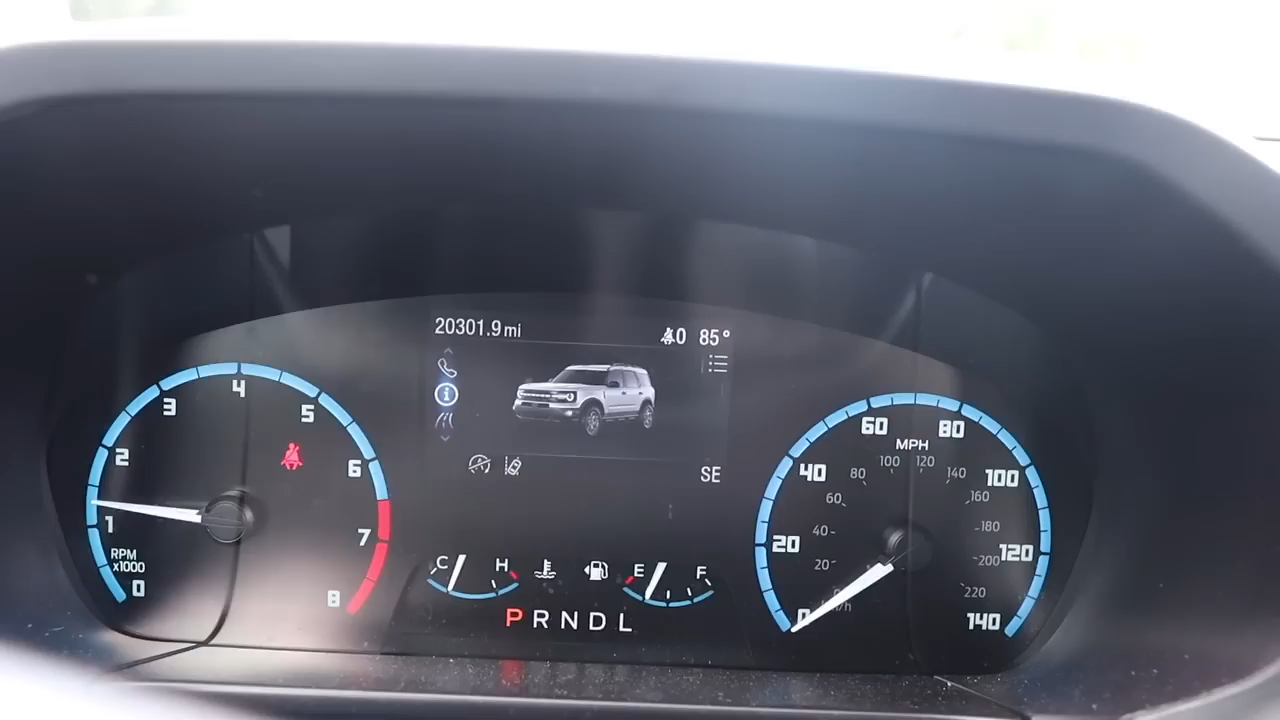 20301.9 mi
0 85°
SE
0 1 2 3 4 5 6 7 8
RPM
x1000
C H
E F
P R N D L
0 20 40 60 80 100 120 140
MPH
20 40 60 80 100 120 140 160 180 200 220